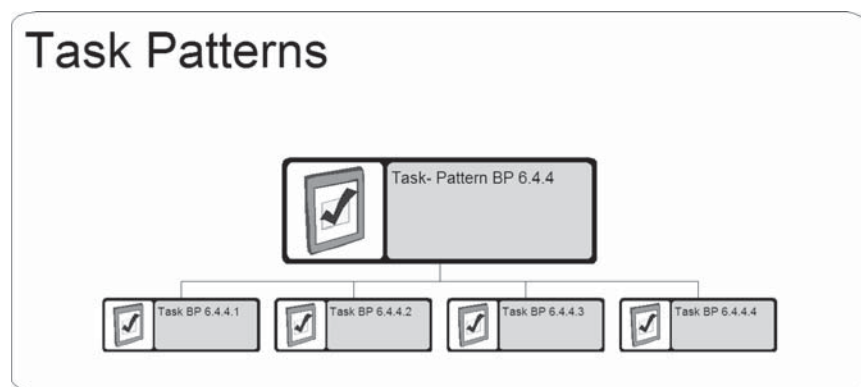 Task Patterns
Task- Pattern BP 6.4.4
Task BP 6.4.4.1
Task BP 6.4.4.2
Task BP 6.4.4.3
Task BP 6.4.4.4